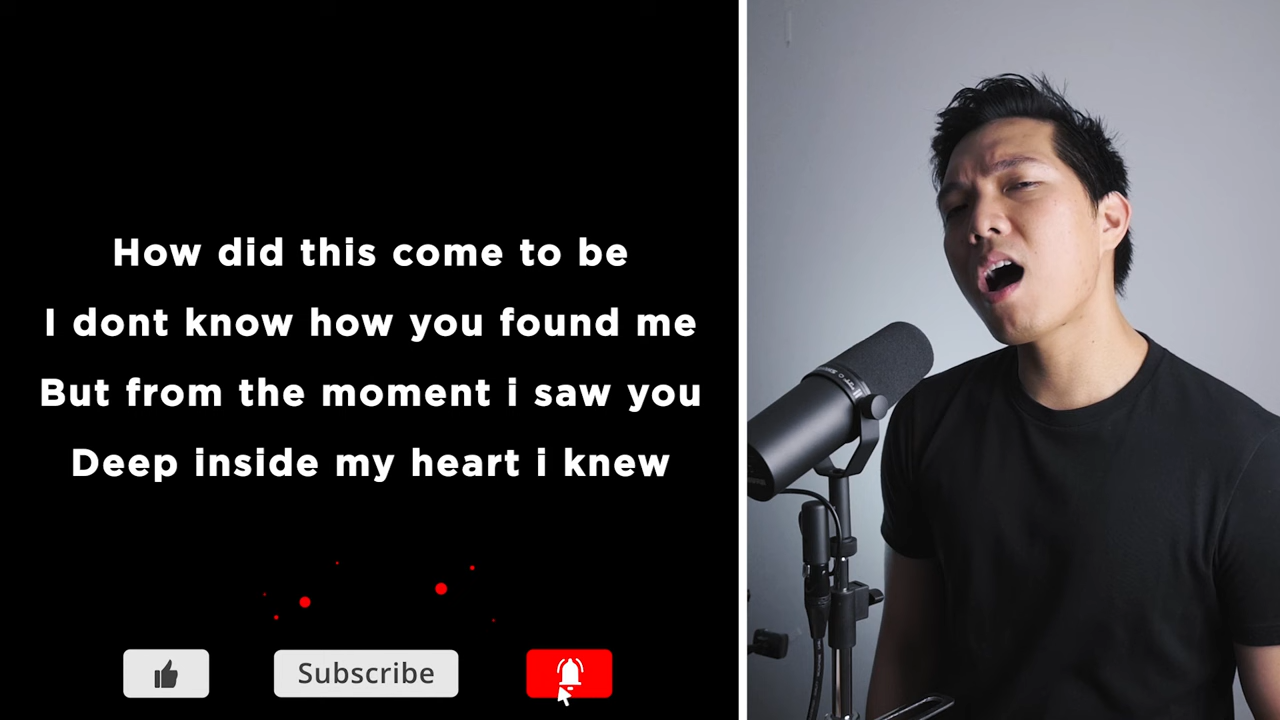 How did this come to be
I dont know how you found me
But from the moment i saw you
Deep inside my heart i knew
Subscribe